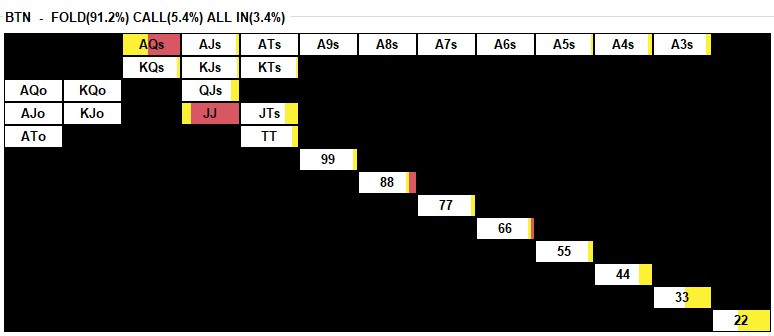 BTN - FOLD(91.2%) CALL(5.4%) ALL IN(3.4%)
AQs AJs ATs A9s A8s A7s A6s A5s A4s A3s
KQs KJs KTs
AQo KQo QJs
AJo KJo JJ JTs
ATo TT
99
88
77
66
55
44
33
22